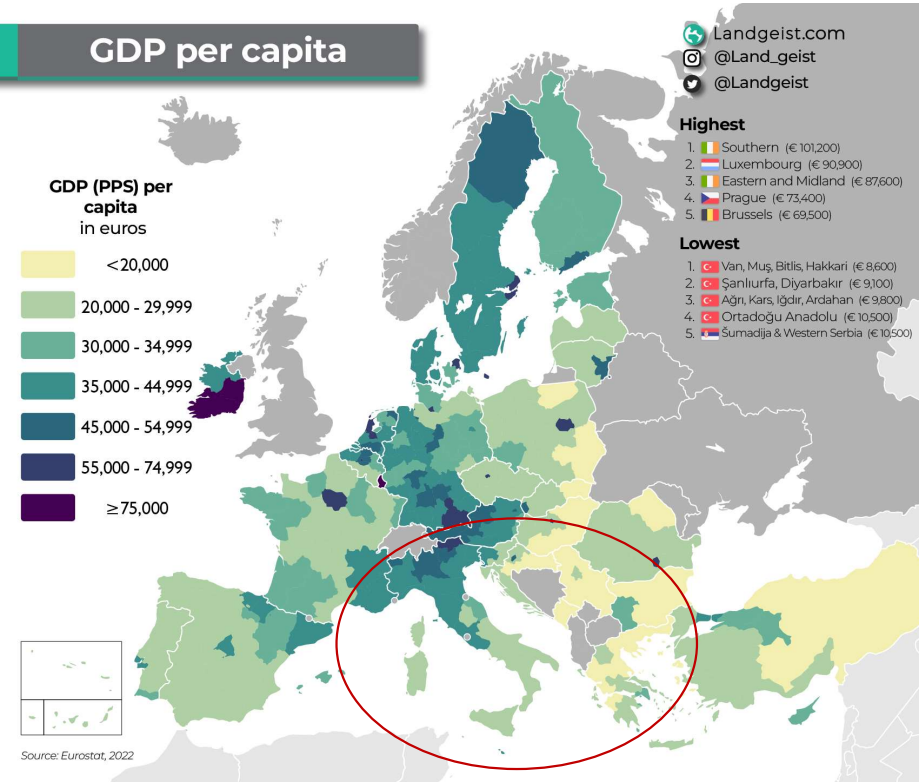 GDP per capita
Landgeist.com
@Land_geist
@Landgeist
Highest
1. Southern (€ 101,200)
2. Luxembourg (€ 90,900)
3. Eastern and Midland (€ 87,600)
4. Prague (€ 73,400)
5. Brussels (€ 69,500)
Lowest
1. Van, Muş, Bitlis, Hakkari (€ 8,600)
2. Şanlıurfa, Diyarbakır (€ 9,100)
3. Ağrı, Kars, Iğdır, Ardahan (€ 9,800)
4. Ortadoğu Anadolu (€ 10,500)
5. Šumadija & Western Serbia (€ 10,500)
GDP (PPS) per
capita
in euros
<20,000
20,000 - 29,999
30,000 - 34,999
35,000 - 44,999
45,000 - 54,999
55,000 - 74,999
≥75,000
Source: Eurostat, 2022